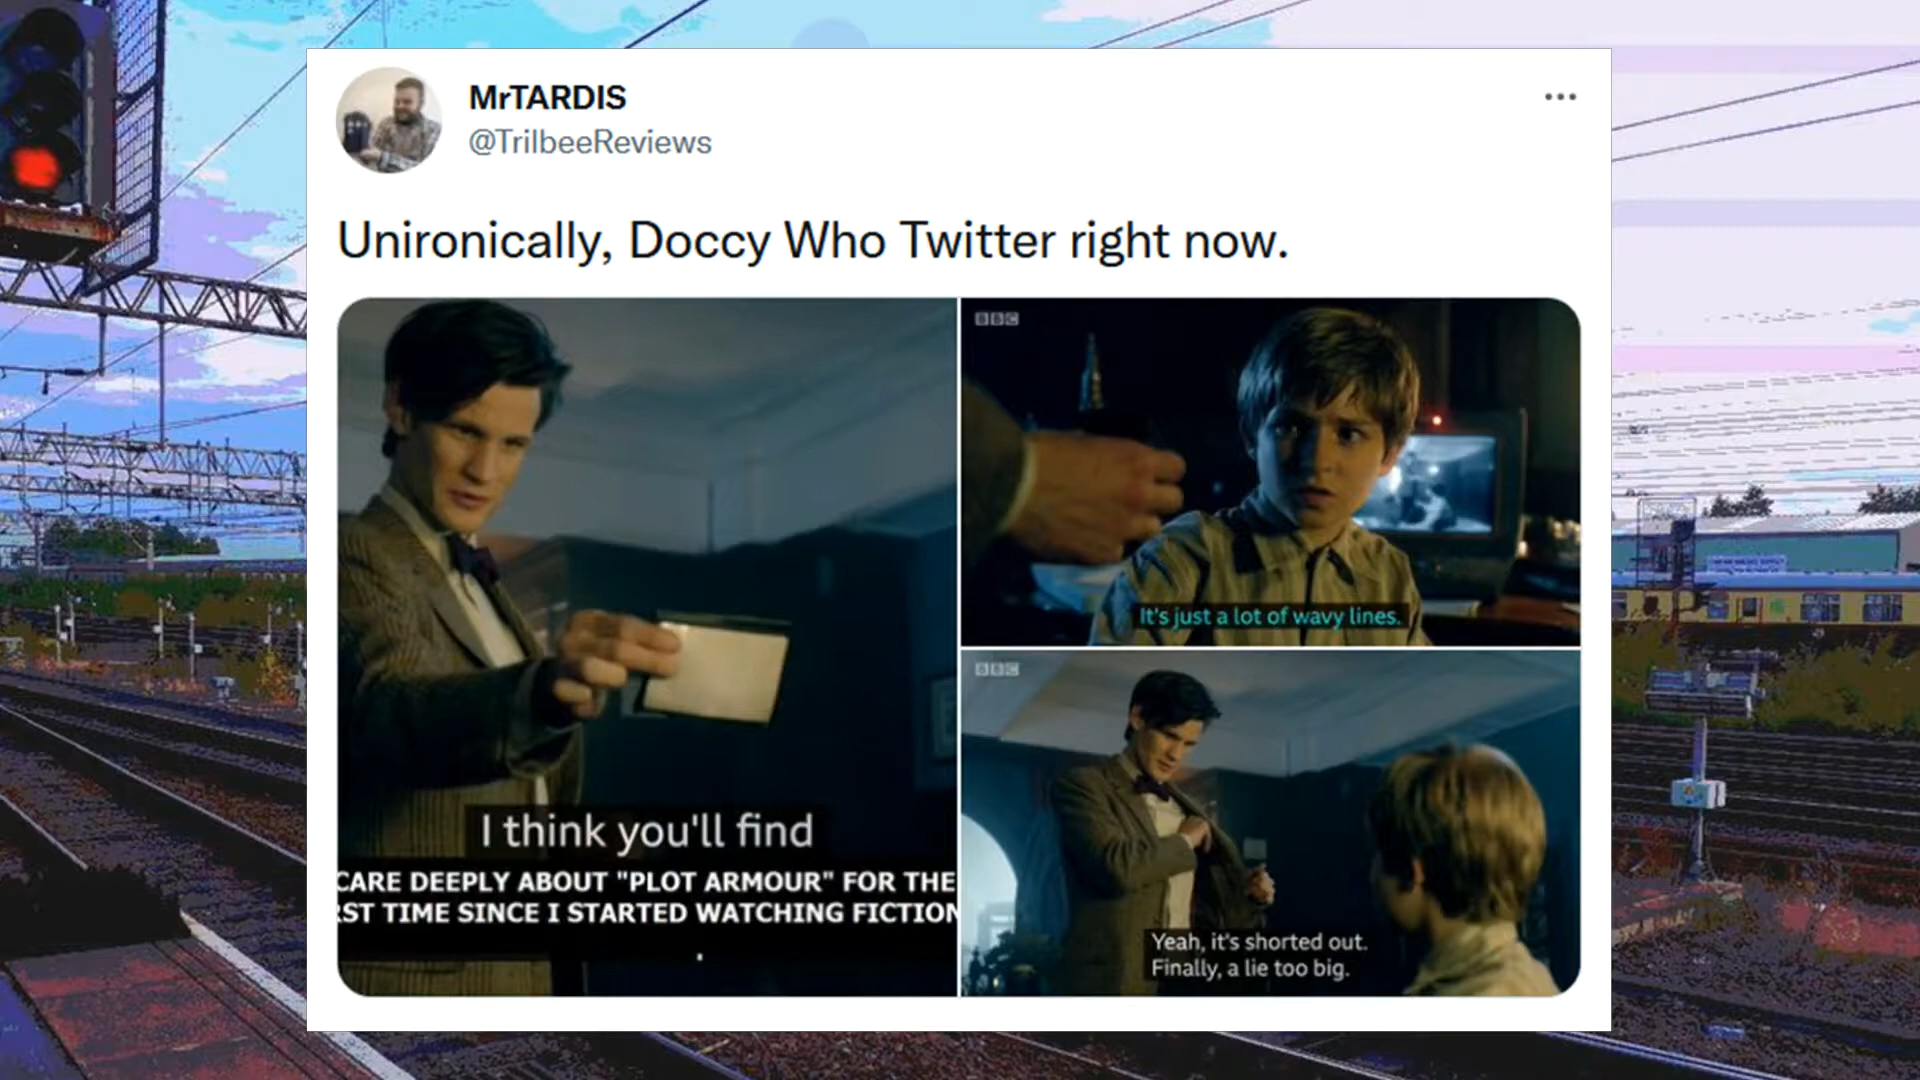 MrTARDIS
@TrilbeeReviews
Unironically, Doccy Who Twitter right now.
I think you'll find
CARE DEEPLY ABOUT "PLOT ARMOUR" FOR THE
RST TIME SINCE I STARTED WATCHING FICTION
.
BBC
It's just a lot of wavy lines.
BBC
Yeah, it's shorted out.
Finally, a lie too big.